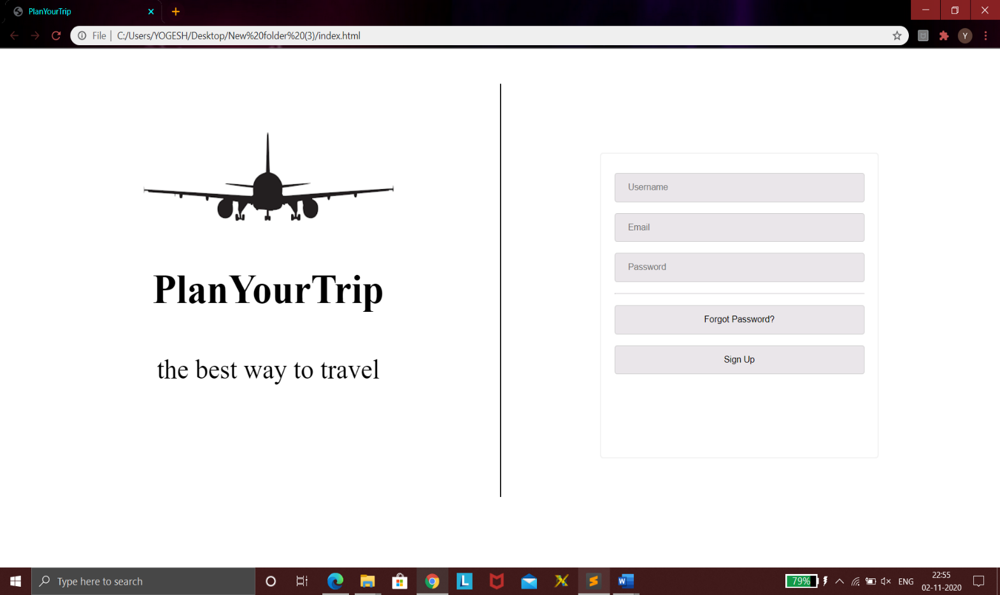 PlanYourTrip
File | C:/Users/YOGESH/Desktop/New%20folder%20(3)/index.html
Y
PlanYourTrip
the best way to travel
Username
Email
Password
Forgot Password?
Sign Up
Type here to search
L
W
79%
ENG
22:55
02-11-2020